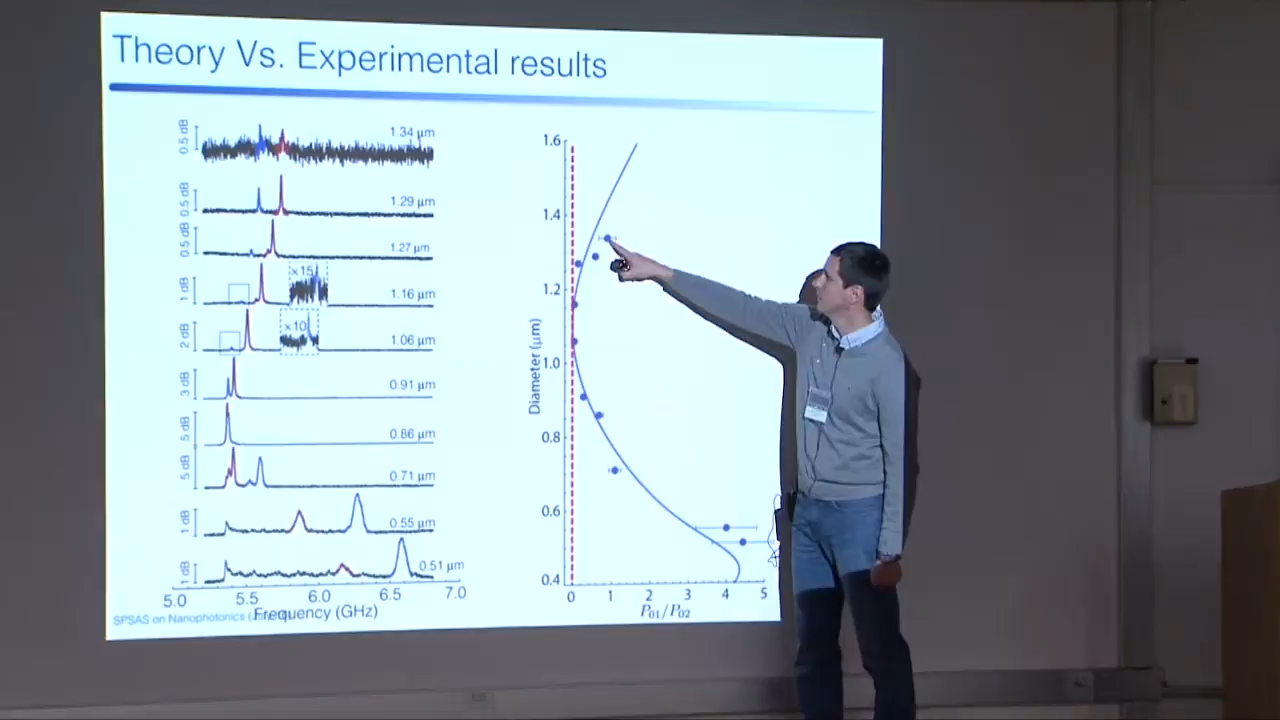 Theory Vs. Experimental results
0.5 dB
1.34 μm
0.5 dB
1.29 μm
0.5 dB
1.27 μm
1 dB
×15
1.16 μm
2 dB
×10
1.06 μm
3 dB
0.91 μm
5 dB
0.86 μm
5 dB
0.71 μm
1 dB
0.55 μm
1 dB
0.51 μm
5.0 5.5 6.0 6.5 7.0
Frequency (GHz)
SPSAS on Nanophotonics
1.6
1.4
1.2
1.0
0.8
0.6
0.4
Diameter (μm)
0 1 2 3 4 5
P01/P02